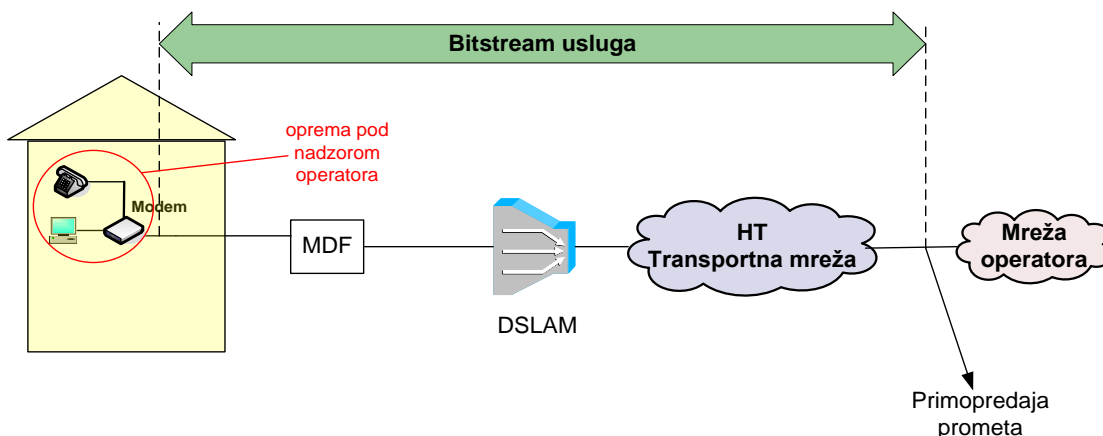 Bitstream usluga
oprema pod
nadzorom
operatora
Modem
MDF
DSLAM
HT
Transportna mreža
Mreža
operatora
Primopredaja
prometa